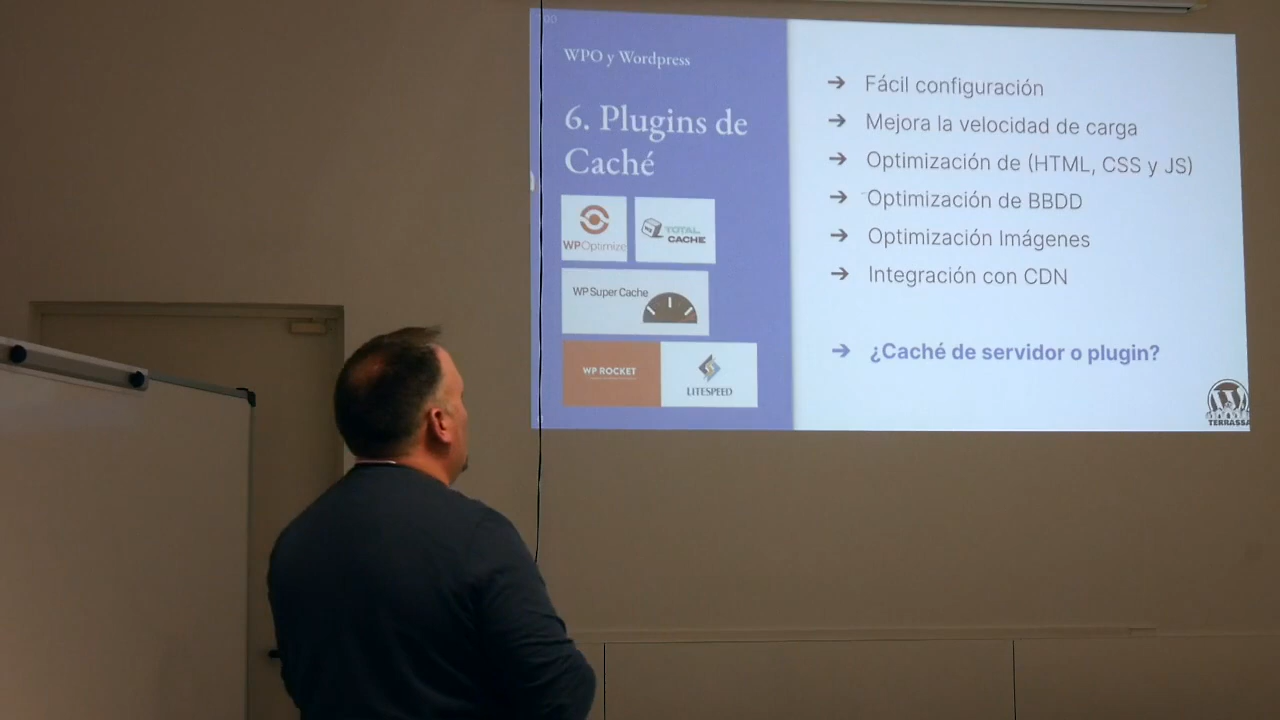 WPO y Wordpress
6. Plugins de
Caché
WPOptimize
TOTAL
CACHE
WP Super Cache
WP ROCKET
LITESPEED
➔ Fácil configuración
➔ Mejora la velocidad de carga
➔ Optimización de (HTML, CSS y JS)
➔ Optimización de BBDD
➔ Optimización Imágenes
➔ Integración con CDN
➔ ¿Caché de servidor o plugin?
TERRASSA